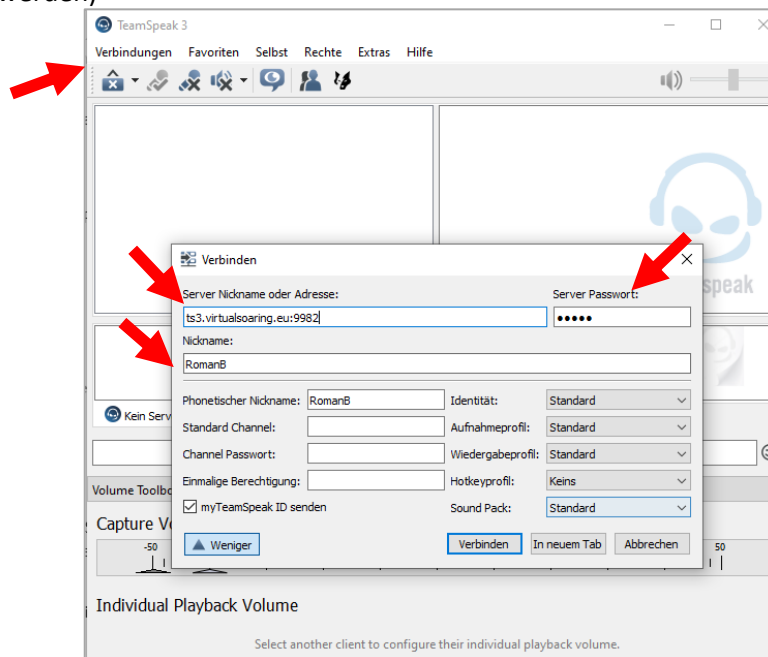 werden)
TeamSpeak 3
Verbindungen Favoriten Selbst Rechte Extras Hilfe
speak
Verbinden
Server Nickname oder Adresse: Server Passwort:
ts3.virtualsoaring.eu:9982 •••••
Nickname:
RomanB
Phonetischer Nickname: RomanB Identität: Standard
Standard Channel: Aufnahmeprofil: Standard
Channel Passwort: Wiedergabeprofil: Standard
Einmalige Berechtigung: Hotkeyprofil: Keins
myTeamSpeak ID senden Sound Pack: Standard
Weniger Verbinden In neuem Tab Abbrechen
Kein Serv
Volume Toolbo
Capture Vo
-50 50
Individual Playback Volume
Select another client to configure their individual playback volume.